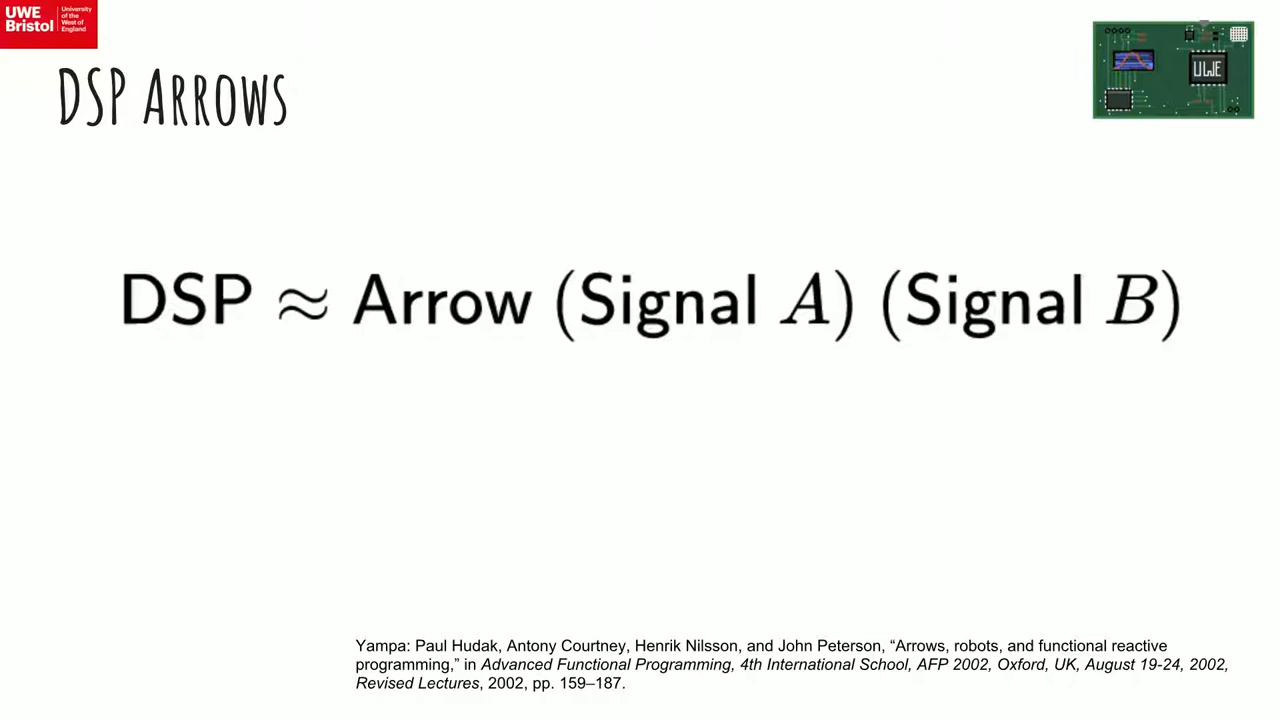 UWE
Bristol
University
of the
West of
England
DSP ARROWS
UWE
DSP ≈ Arrow (Signal A) (Signal B)
Yampa: Paul Hudak, Antony Courtney, Henrik Nilsson, and John Peterson, “Arrows, robots, and functional reactive
programming,” in Advanced Functional Programming, 4th International School, AFP 2002, Oxford, UK, August 19-24, 2002,
Revised Lectures, 2002, pp. 159–187.